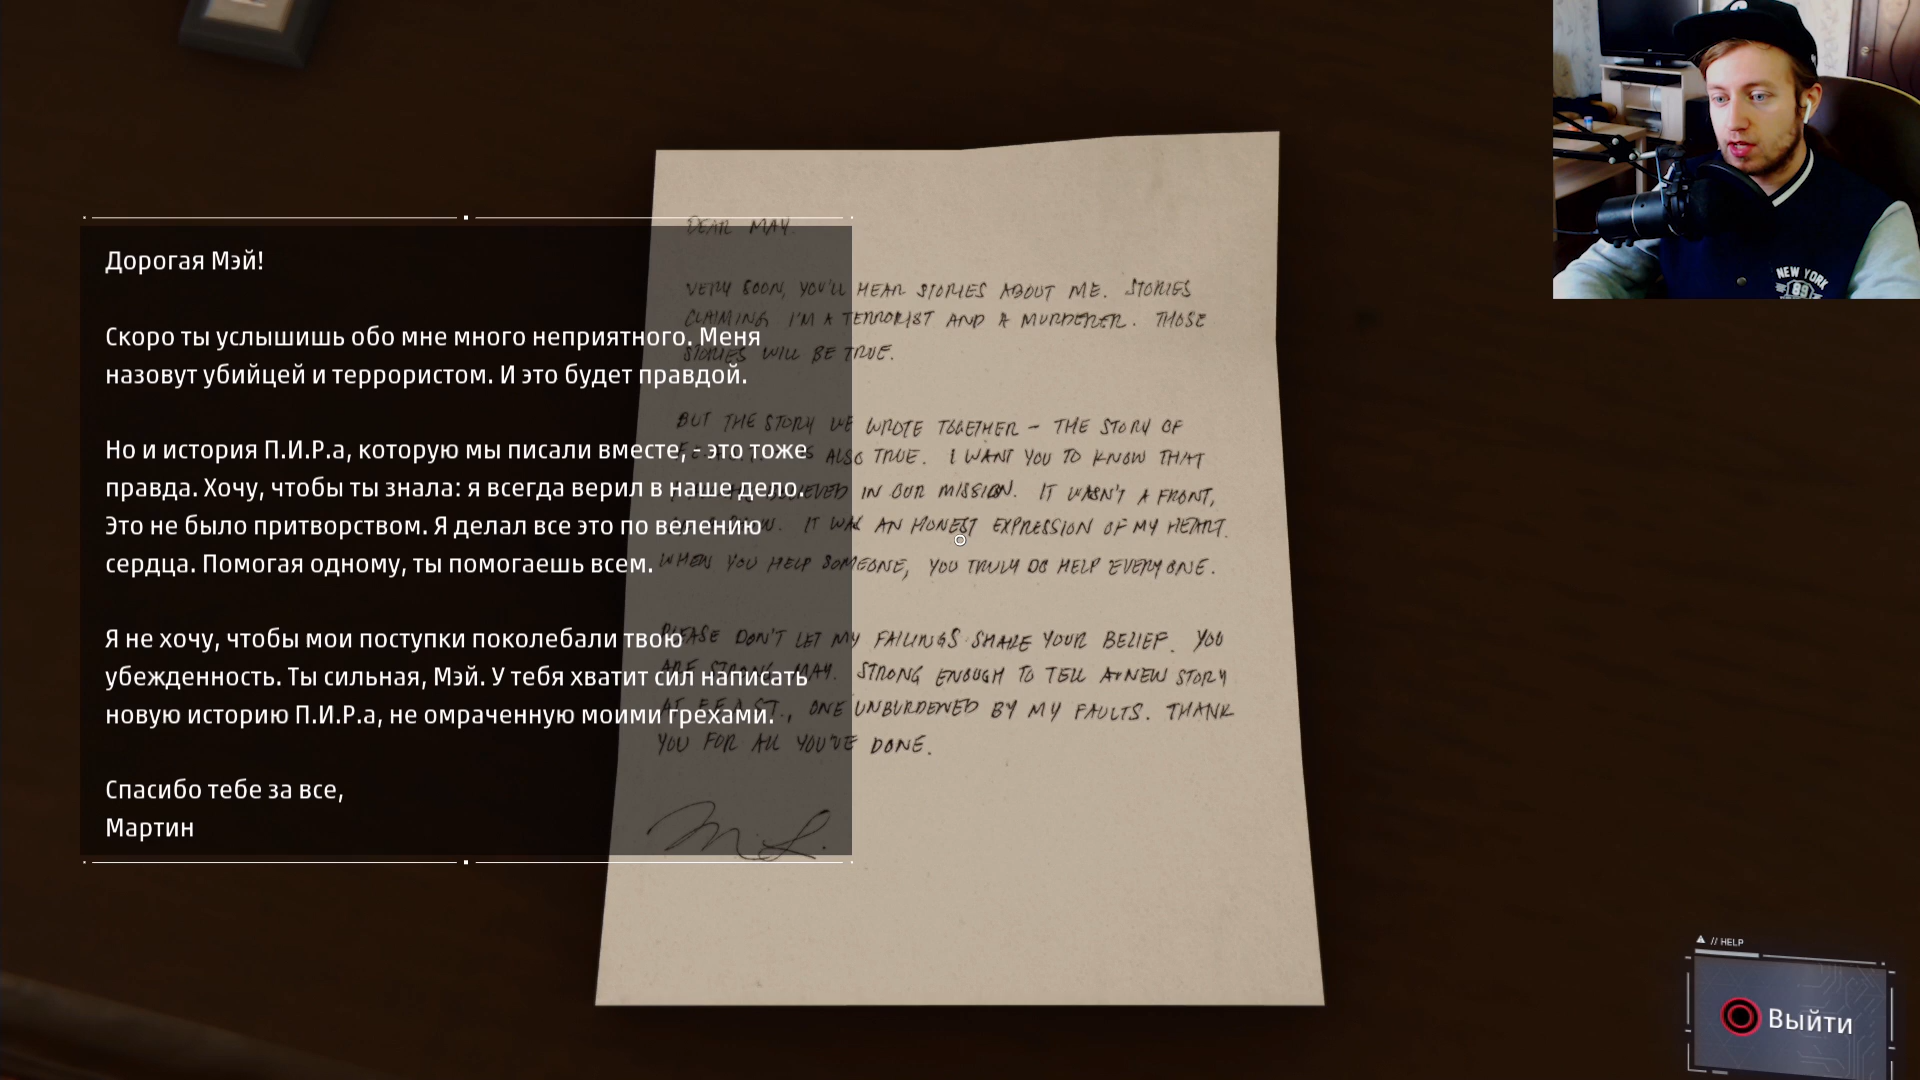 Дорогая Мэй!
Скоро ты услышишь обо мне много неприятного. Меня
назовут убийцей и террористом. И это будет правдой.
Но и история П.И.Р.а, которую мы писали вместе, - это тоже
правда. Хочу, чтобы ты знала: я всегда верил в наше дело.
Это не было притворством. Я делал все это по велению
сердца. Помогая одному, ты помогаешь всем.
Я не хочу, чтобы мои поступки поколебали твою
убежденность. Ты сильная, Мэй. У тебя хватит сил написать
новую историю П.И.Р.а, не омраченную моими грехами.
Спасибо тебе за все,
Мартин
DEAR MAY.
VERY SOON, YOU'LL HEAR STORIES ABOUT ME. STORIES
CLAIMING I'M A TERRORIST AND A MURDERER. THOSE
STORIES WILL BE TRUE.
BUT THE STORY WE WROTE TOGETHER - THE STORY OF
ALSO TRUE. I WANT YOU TO KNOW THAT
BELIEVED IN OUR MISSION. IT WASN'T A FRONT,
IT WAS AN HONEST EXPRESSION OF MY HEART.
WHEN YOU HELP SOMEONE, YOU TRULY DO HELP EVERYONE.
PLEASE DON'T LET MY FAILINGS SHAKE YOUR BELIEF. YOU
ARE STRONG, MAY. STRONG ENOUGH TO TELL A NEW STORY
AT F.E.A.S.T., ONE UNBURDENED BY MY FAULTS. THANK
YOU FOR ALL YOU'VE DONE.
M L.
NEW YORK
89
// HELP
Выйти